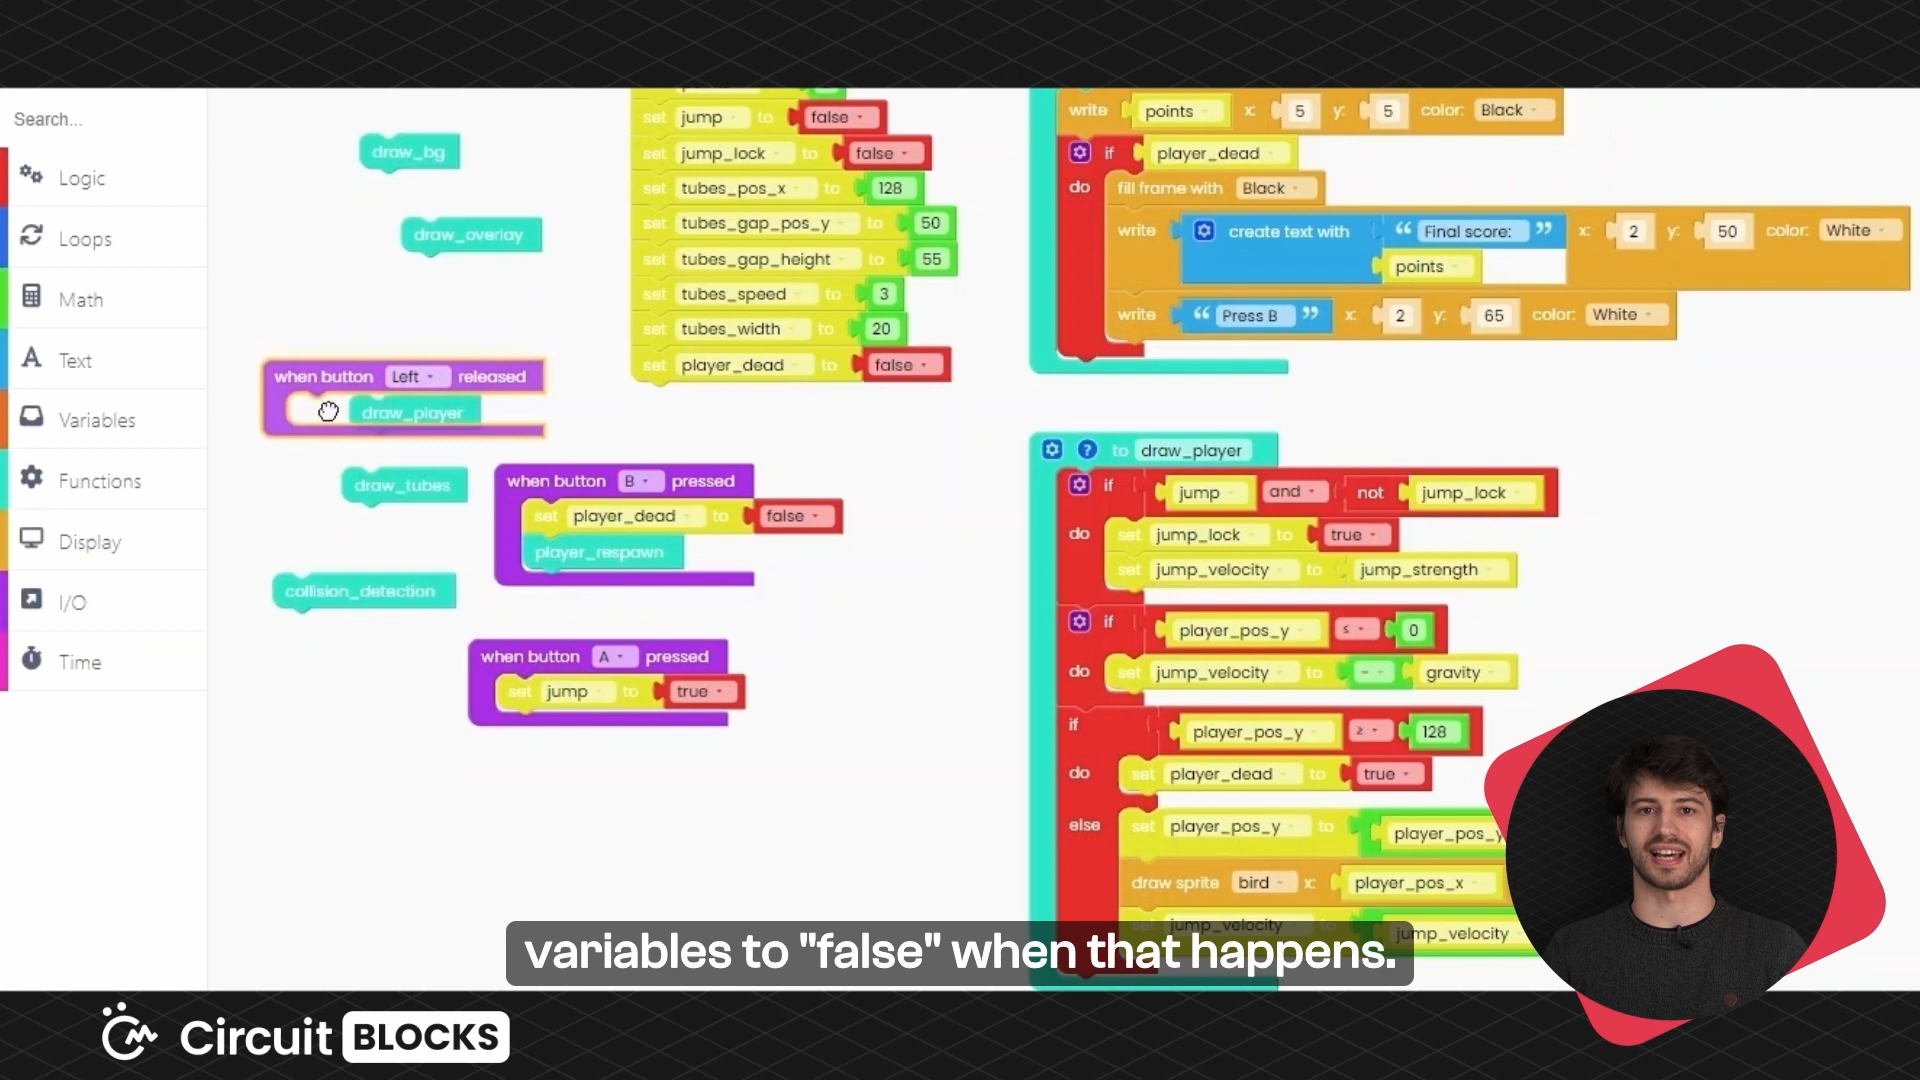 Search...
Logic
Loops
Math
Text
Variables
Functions
Display
I/O
Time
draw_bg
draw_overlay
when button Left released
draw_player
draw_tubes
collision_detection
set jump to false
set jump_lock to false
set tubes_pos_x to 128
set tubes_gap_pos_y to 50
set tubes_gap_height to 55
set tubes_speed to 3
set tubes_width to 20
set player_dead to false
when button B pressed
set player_dead to false
player_respawn
when button A pressed
set jump to true
write points x: 5 y: 5 color: Black
if player_dead
do fill frame with Black
write create text with “ Final score: ” x: 2 y: 50 color: White
points
write “ Press B ” x: 2 y: 65 color: White
? to draw_player
if jump and not jump_lock
do set jump_lock to true
set jump_velocity to jump_strength
if player_pos_y ≤ 0
do set jump_velocity to - gravity
if player_pos_y ≥ 128
do set player_dead to true
else set player_pos_y to player_pos_y
draw sprite bird x: player_pos_x
set jump_velocity to jump_velocity
variables to "false" when that happens.
Circuit BLOCKS